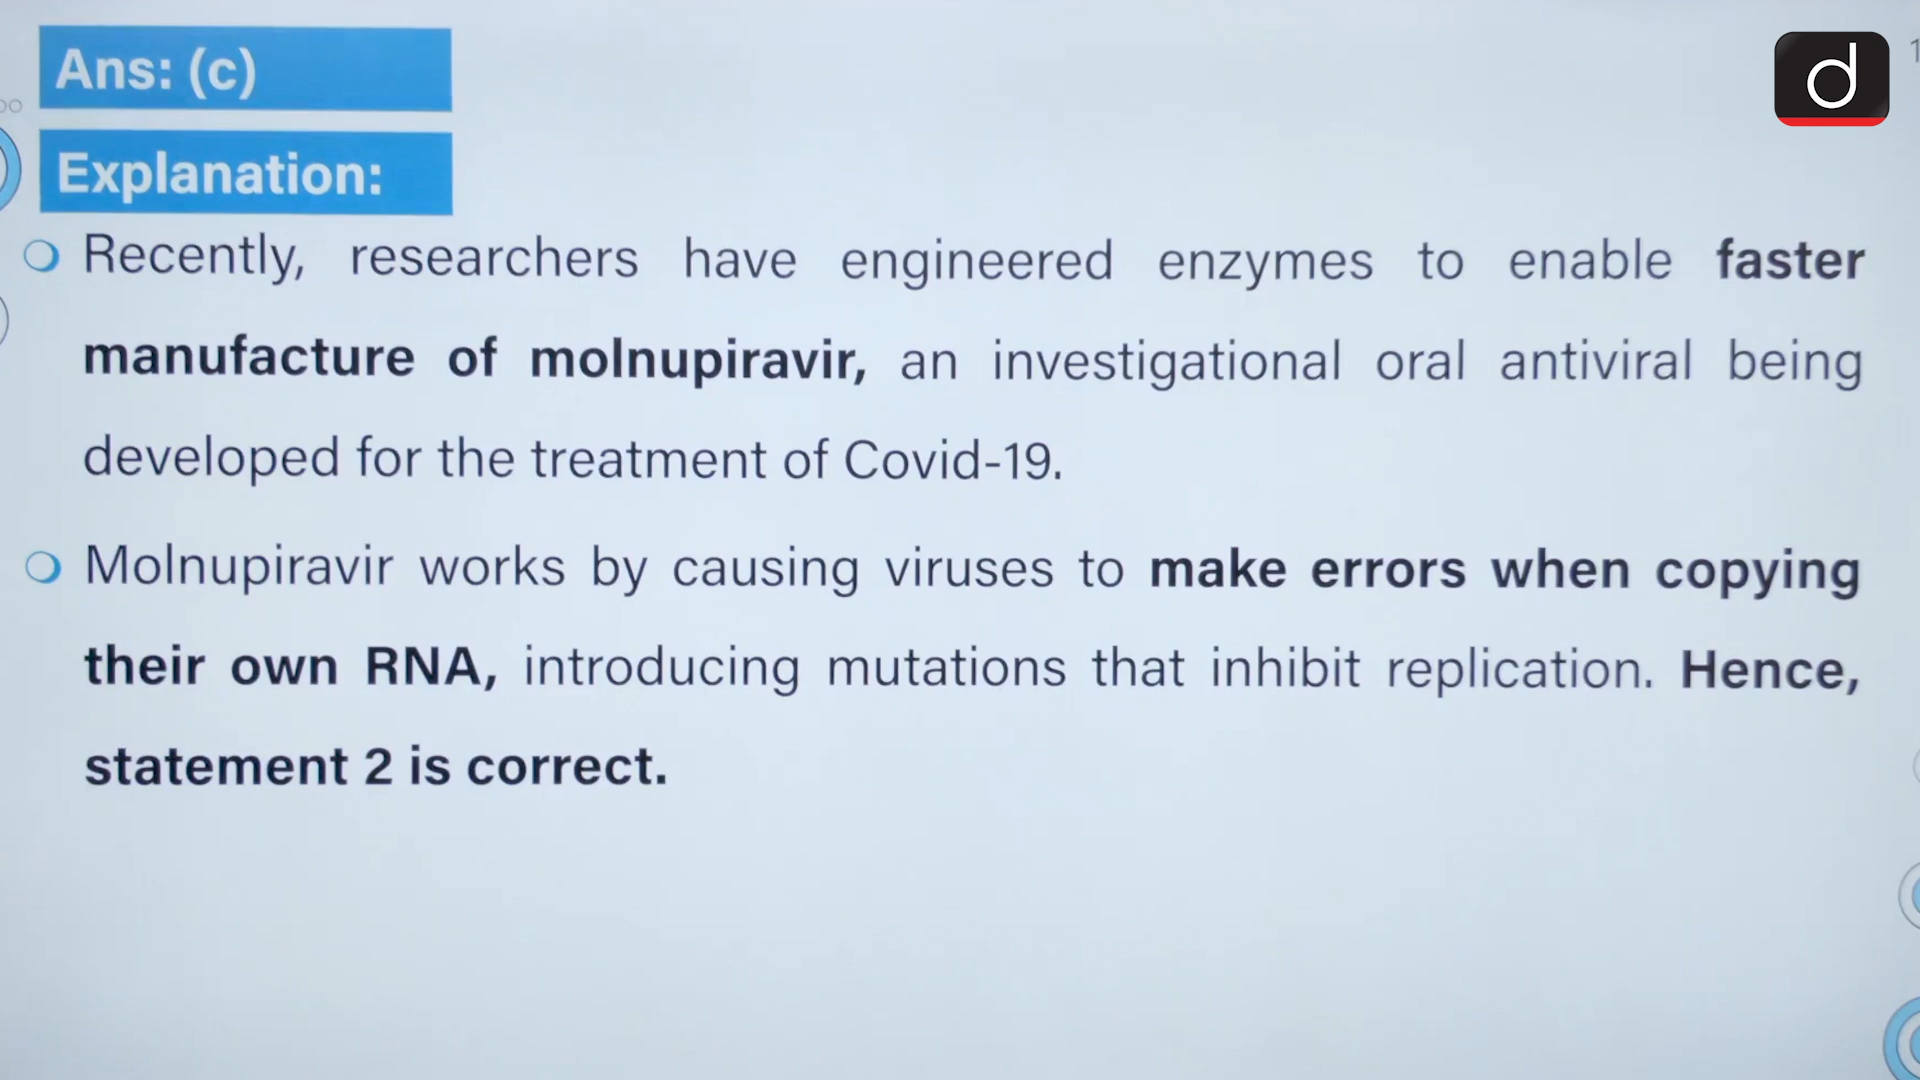 Ans: (c)
Explanation:
Recently, researchers have engineered enzymes to enable faster
manufacture of molnupiravir, an investigational oral antiviral being
developed for the treatment of Covid-19.
Molnupiravir works by causing viruses to make errors when copying
their own RNA, introducing mutations that inhibit replication. Hence,
statement 2 is correct.
d